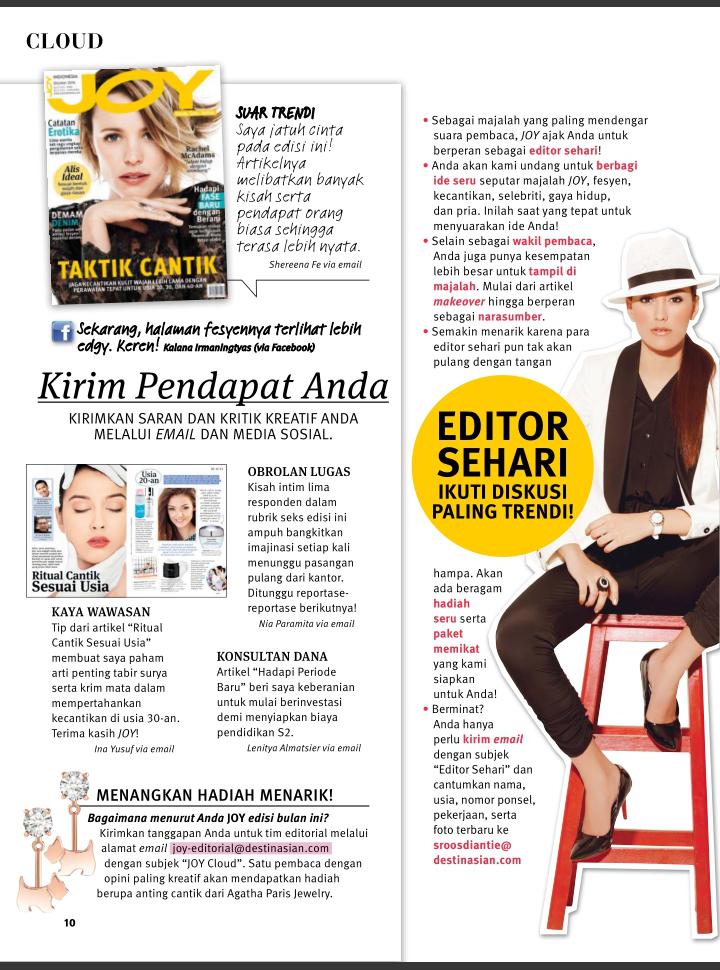 CLOUD
INDONESIA
JOY
Catatan
Erotika
Rachel
McAdams
Alis
Ideal
Hadapi
FASE
BARU
dengan
Berani
DEMAM
DENIM
TAKTIK CANTIK
JAGA KECANTIKAN KULIT WAJAH LEBIH LAMA DENGAN
PERAWATAN TEPAT UNTUK USIA 20, 30, DAN 40-AN
SUAR TRENDI
Saya jatuh cinta
pada edisi ini!
Artikelnya
melibatkan banyak
kisah serta
pendapat orang
biasa sehingga
terasa lebih nyata.
Shereena Fe via email
f
Sekarang, halaman fesyennya terlihat lebih
edgy. Keren! Kalana Irmaningtyas (via Facebook)
Kirim Pendapat Anda
KIRIMKAN SARAN DAN KRITIK KREATIF ANDA
MELALUI EMAIL DAN MEDIA SOSIAL.
Usia
20-an
Ritual Cantik
Sesuai Usia
KAYA WAWASAN
Tip dari artikel “Ritual
Cantik Sesuai Usia”
membuat saya paham
arti penting tabir surya
serta krim mata dalam
mempertahankan
kecantikan di usia 30-an.
Terima kasih JOY!
Ina Yusuf via email
OBROLAN LUGAS
Kisah intim lima
responden dalam
rubrik seks edisi ini
ampuh bangkitkan
imajinasi setiap kali
menunggu pasangan
pulang dari kantor.
Ditunggu reportase-
reportase berikutnya!
Nia Paramita via email
KONSULTAN DANA
Artikel “Hadapi Periode
Baru” beri saya keberanian
untuk mulai berinvestasi
demi menyiapkan biaya
pendidikan S2.
Lenitya Almatsier via email
MENANGKAN HADIAH MENARIK!
Bagaimana menurut Anda JOY edisi bulan ini?
Kirimkan tanggapan Anda untuk tim editorial melalui
alamat email joy-editorial@destinasian.com
dengan subjek “JOY Cloud”. Satu pembaca dengan
opini paling kreatif akan mendapatkan hadiah
berupa anting cantik dari Agatha Paris Jewelry.
10
• Sebagai majalah yang paling mendengar
suara pembaca, JOY ajak Anda untuk
berperan sebagai editor sehari!
• Anda akan kami undang untuk berbagi
ide seru seputar majalah JOY, fesyen,
kecantikan, selebriti, gaya hidup,
dan pria. Inilah saat yang tepat untuk
menyuarakan ide Anda!
• Selain sebagai wakil pembaca,
Anda juga punya kesempatan
lebih besar untuk tampil di
majalah. Mulai dari artikel
makeover hingga berperan
sebagai narasumber.
• Semakin menarik karena para
editor sehari pun tak akan
pulang dengan tangan
EDITOR
SEHARI
IKUTI DISKUSI
PALING TRENDI!
hampa. Akan
ada beragam
hadiah
seru serta
paket
memikat
yang kami
siapkan
untuk Anda!
• Berminat?
Anda hanya
perlu kirim email
dengan subjek
“Editor Sehari” dan
cantumkan nama,
usia, nomor ponsel,
pekerjaan, serta
foto terbaru ke
sroosdiantie@
destinasian.com